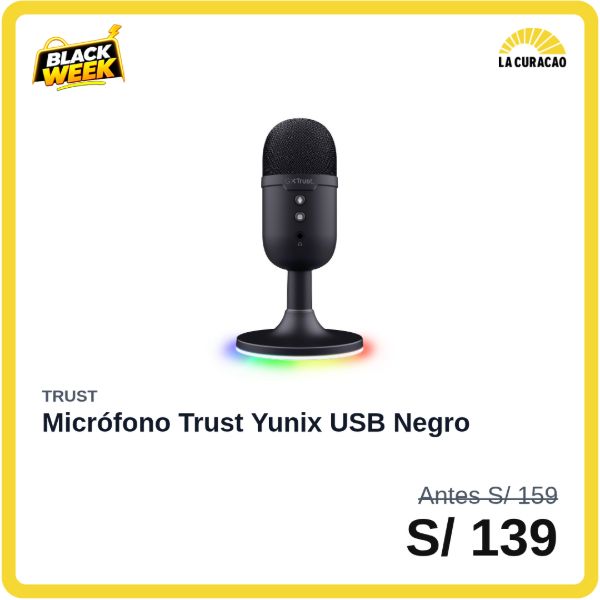 BLACK
WEEK
LA CURACAO
Trust
TRUST
Micrófono Trust Yunix USB Negro
Antes S/ 159
S/ 139